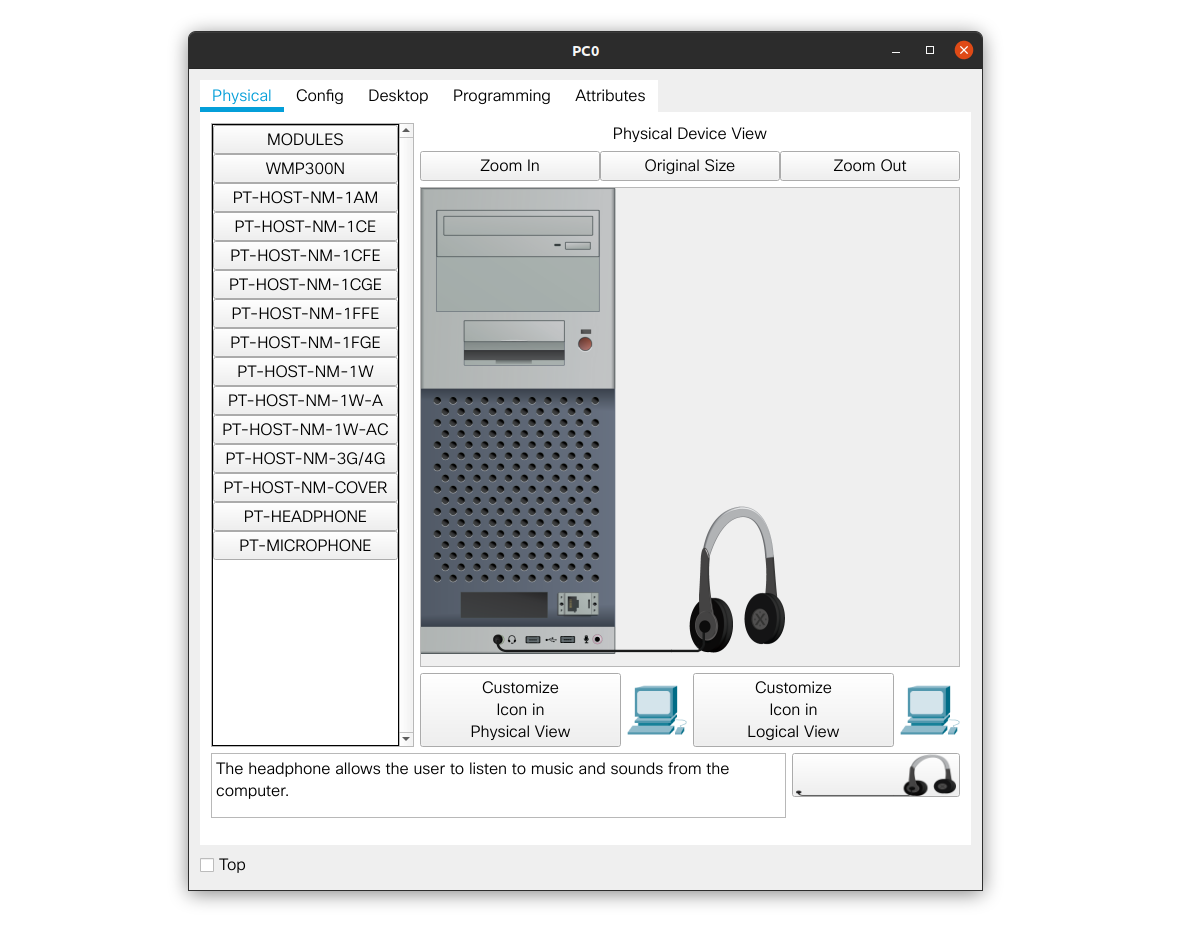 PC0
Physical
Config
Desktop
Programming
Attributes
MODULES
WMP300N
PT-HOST-NM-1AM
PT-HOST-NM-1CE
PT-HOST-NM-1CFE
PT-HOST-NM-1CGE
PT-HOST-NM-1FFE
PT-HOST-NM-1FGE
PT-HOST-NM-1W
PT-HOST-NM-1W-A
PT-HOST-NM-1W-AC
PT-HOST-NM-3G/4G
PT-HOST-NM-COVER
PT-HEADPHONE
PT-MICROPHONE
Physical Device View
Zoom In
Original Size
Zoom Out
Customize
Icon in
Physical View
Customize
Icon in
Logical View
The headphone allows the user to listen to music and sounds from the
computer.
Top